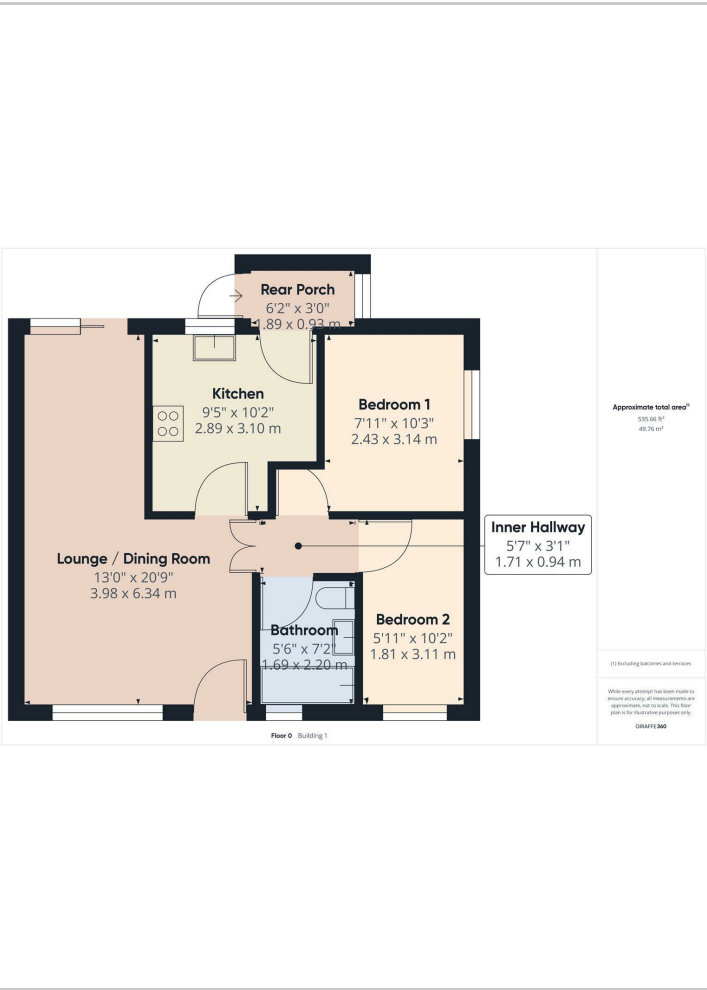 Rear Porch
6'2" x 3'0"
1.89 x 0.93 m
Kitchen
9'5" x 10'2"
2.89 x 3.10 m
Bedroom 1
7'11" x 10'3"
2.43 x 3.14 m
Approximate total area⁽¹⁾
535.66 ft²
49.76 m²
Inner Hallway
5'7" x 3'1"
1.71 x 0.94 m
Lounge / Dining Room
13'0" x 20'9"
3.98 x 6.34 m
Bathroom
5'6" x 7'2"
1.69 x 2.20 m
Bedroom 2
5'11" x 10'2"
1.81 x 3.11 m
(1) Excluding balconies and terraces
While every attempt has been made to
ensure accuracy, all measurements are
approximate, not to scale. This floor
plan is for illustrative purposes only.
GIRAFFE360
Floor 0 Building 1